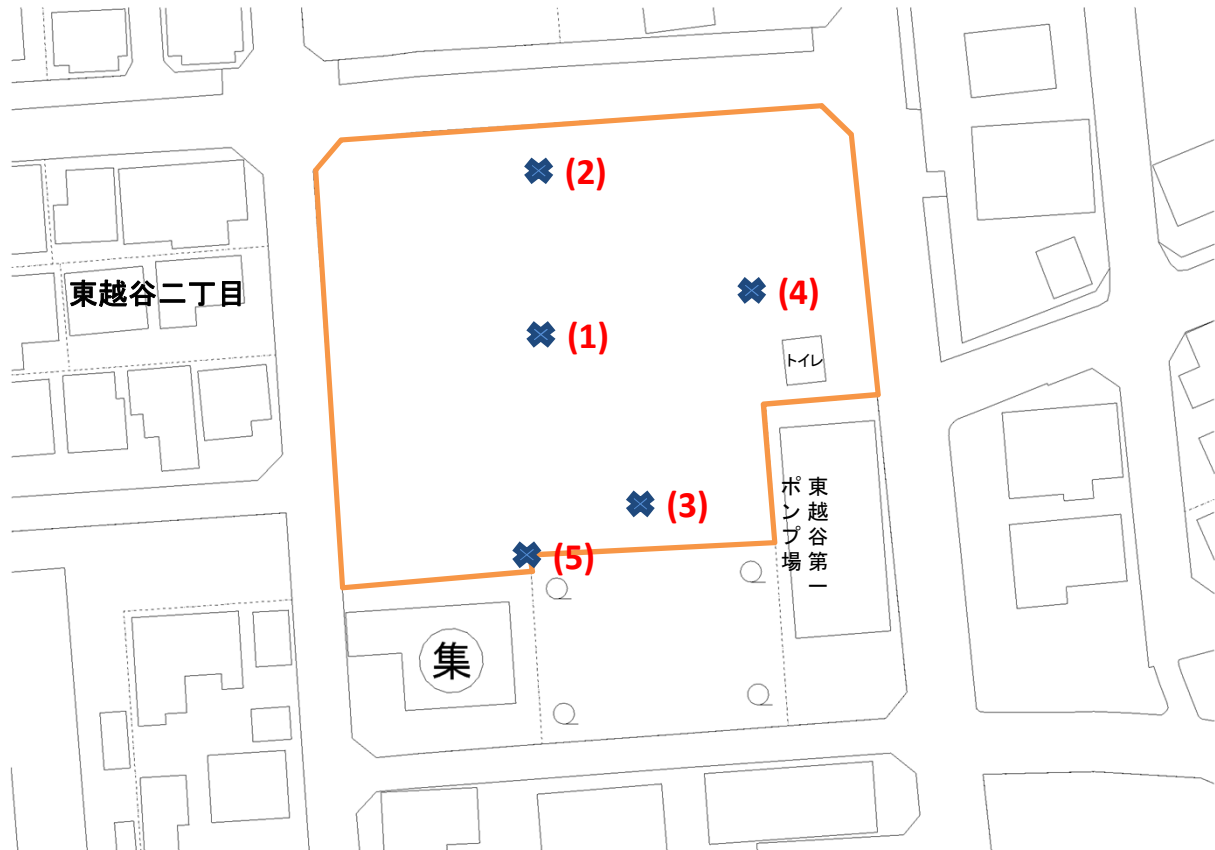 (2)
東越谷二丁目
(4)
(1)
トイレ
(3)
東越谷第一
ポンプ場
(5)
集